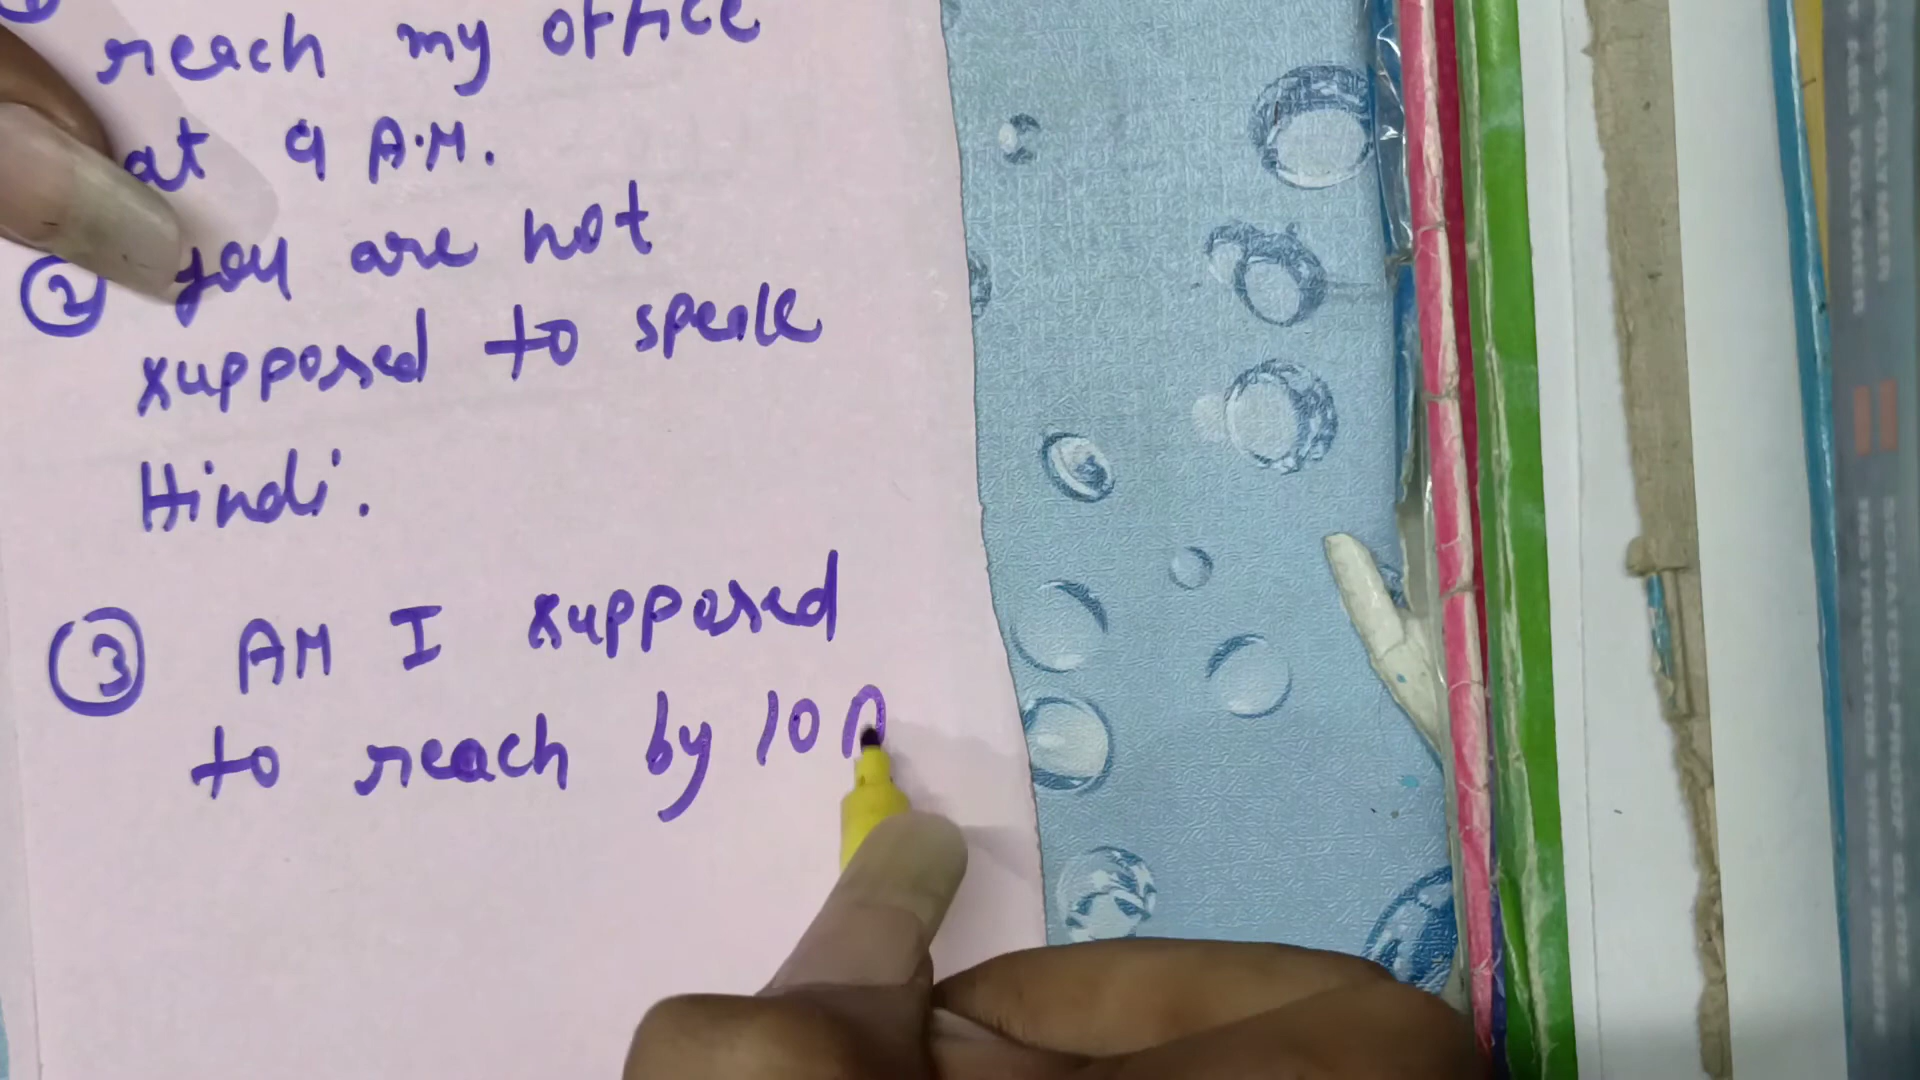 reach my office
at 9 A.M.
② you are not
supposed to speak
Hindi.
③ AM I supposed
to reach by 10 A